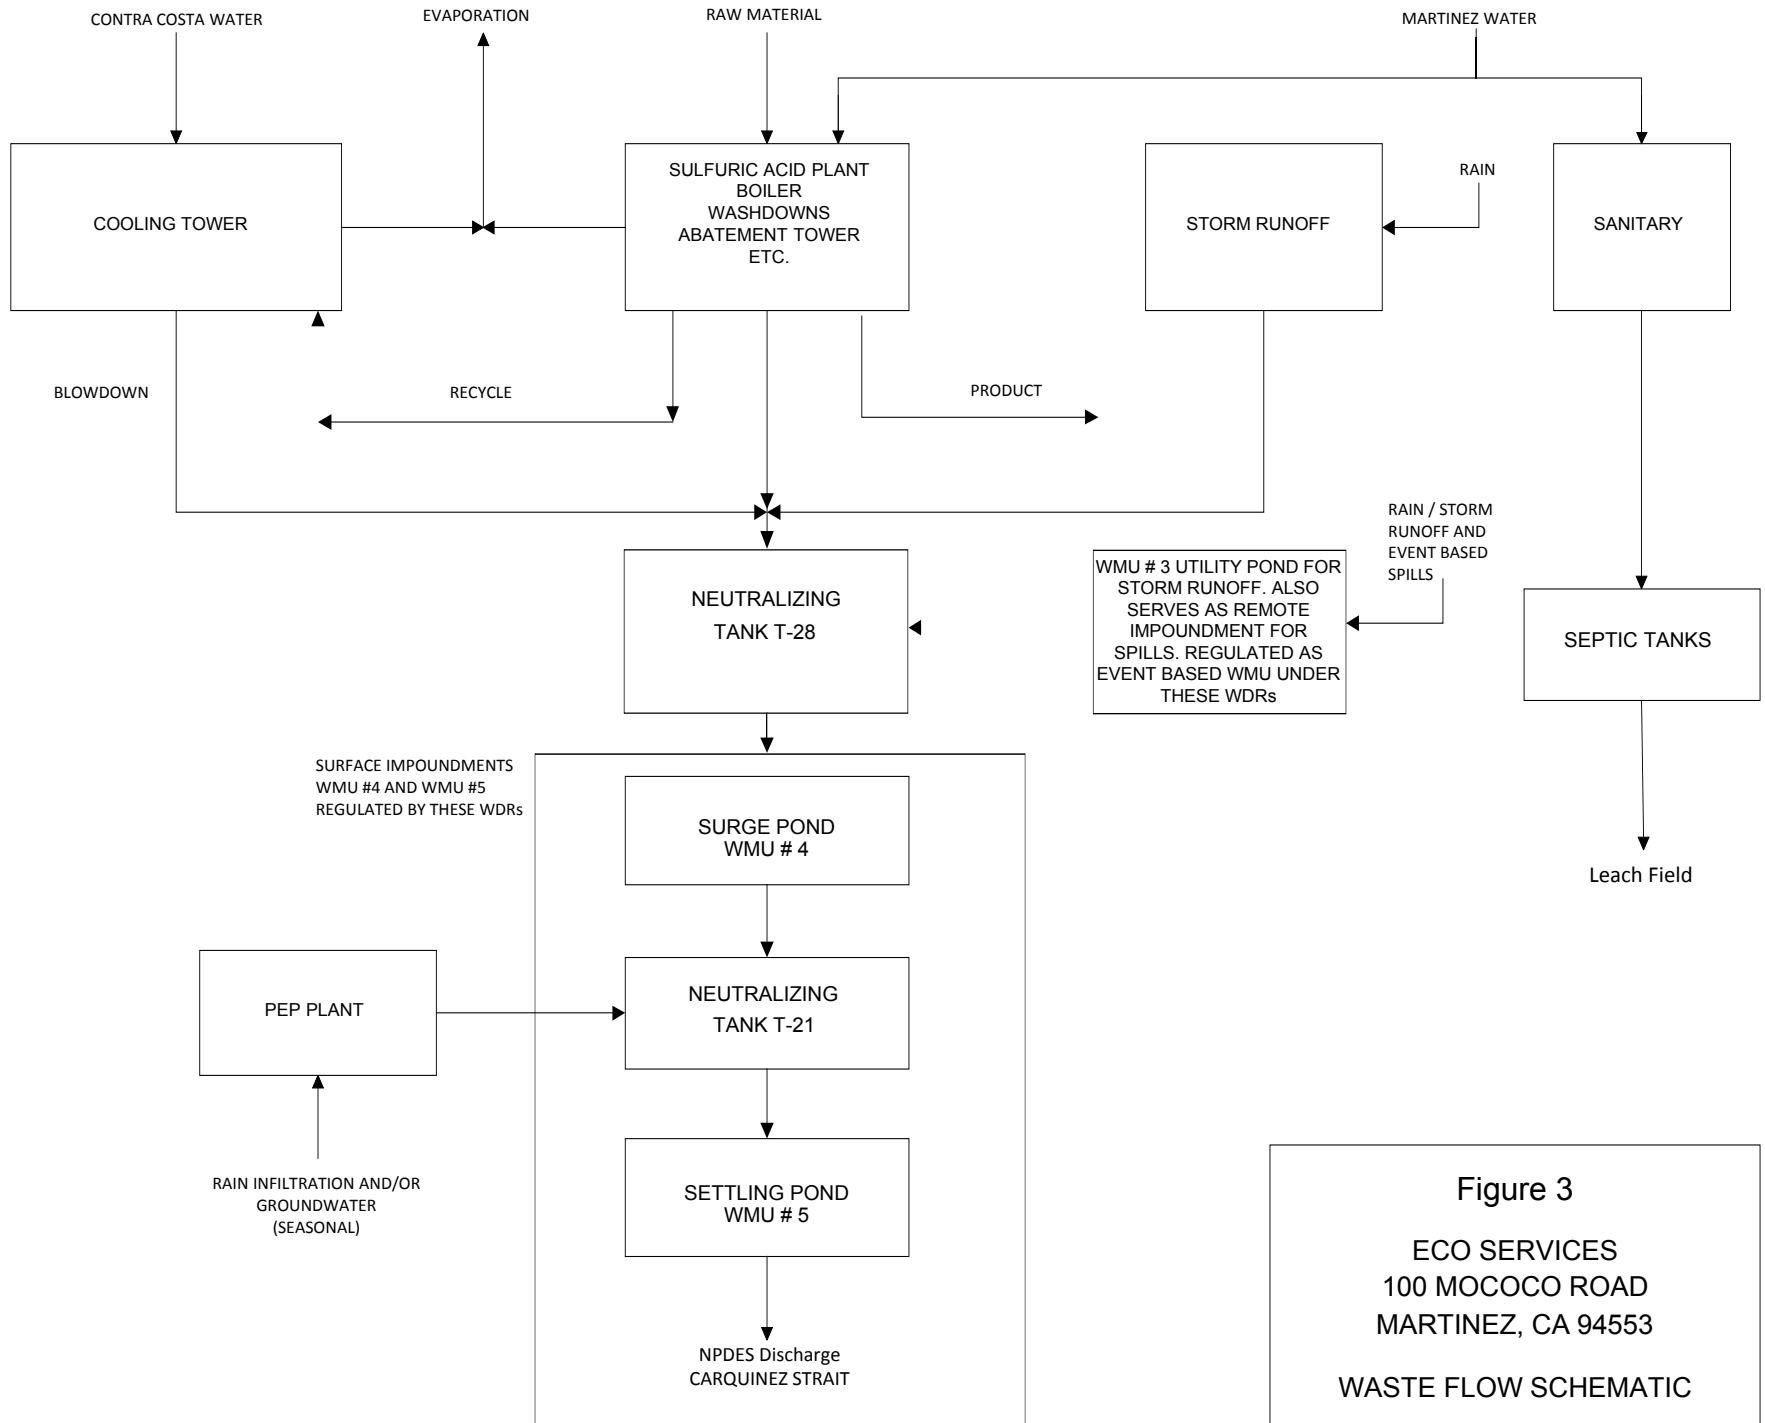 CONTRA COSTA WATER
EVAPORATION
RAW MATERIAL
MARTINEZ WATER
COOLING TOWER
SULFURIC ACID PLANT
BOILER
WASHDOWNS
ABATEMENT TOWER
ETC.
STORM RUNOFF
RAIN
SANITARY
BLOWDOWN
RECYCLE
PRODUCT
NEUTRALIZING
TANK T-28
WMU # 3 UTILITY POND FOR
STORM RUNOFF. ALSO
SERVES AS REMOTE
IMPOUNDMENT FOR
SPILLS. REGULATED AS
EVENT BASED WMU UNDER
THESE WDRs
RAIN / STORM
RUNOFF AND
EVENT BASED
SPILLS
SEPTIC TANKS
Leach Field
SURFACE IMPOUNDMENTS
WMU #4 AND WMU #5
REGULATED BY THESE WDRs
SURGE POND
WMU # 4
PEP PLANT
NEUTRALIZING
TANK T-21
RAIN INFILTRATION AND/OR
GROUNDWATER
(SEASONAL)
SETTLING POND
WMU # 5
NPDES Discharge
CARQUINEZ STRAIT
Figure 3
ECO SERVICES
100 MOCOCO ROAD
MARTINEZ, CA 94553
WASTE FLOW SCHEMATIC